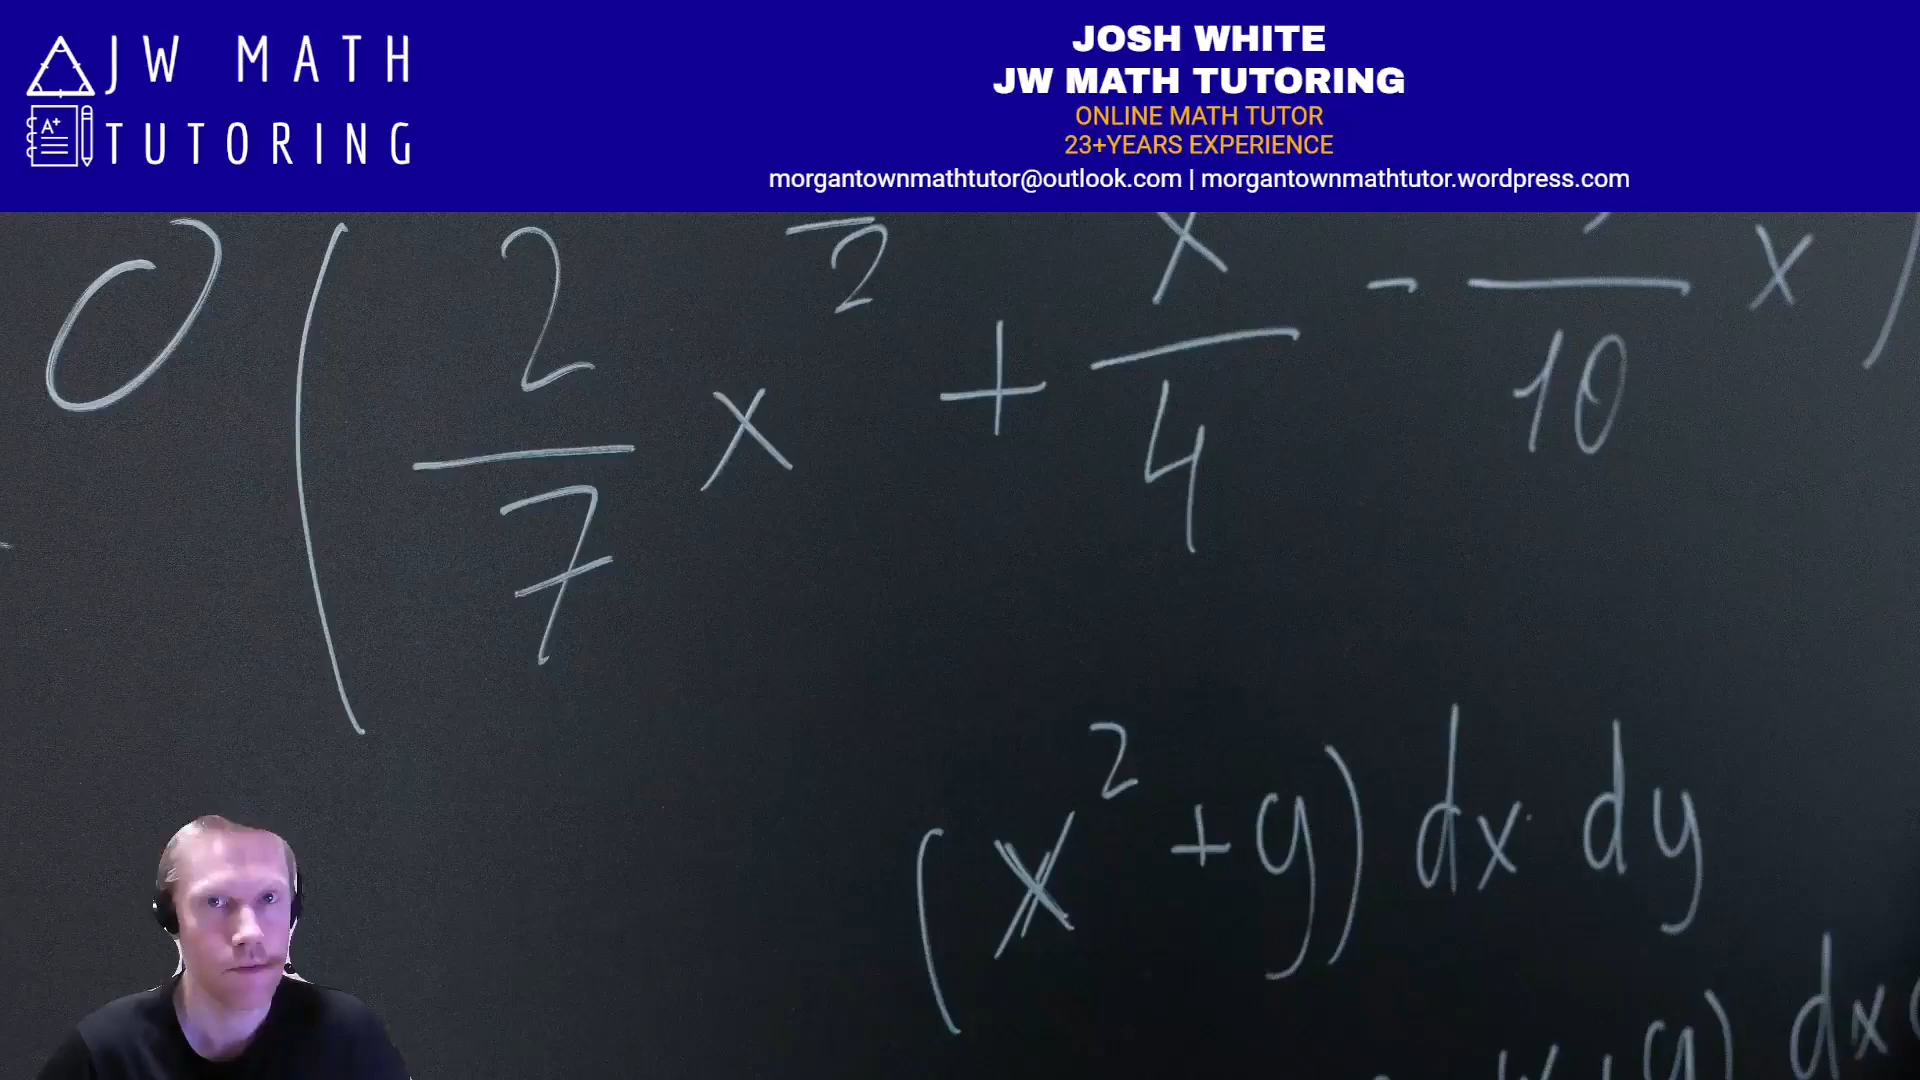 JW MATH
TUTORING
A+
JOSH WHITE
JW MATH TUTORING
ONLINE MATH TUTOR
23+YEARS EXPERIENCE
morgantownmathtutor@outlook.com | morgantownmathtutor.wordpress.com
0 ( 2/7 x 2 + x/4 - /10 x )
(x² + y) dx dy
+ y) dx